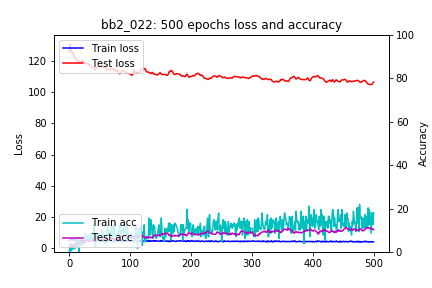 bb2_022: 500 epochs loss and accuracy
Train loss
Test loss
Train acc
Test acc
Loss
Accuracy
0
20
40
60
80
100
120
0
20
40
60
80
100
0
100
200
300
400
500